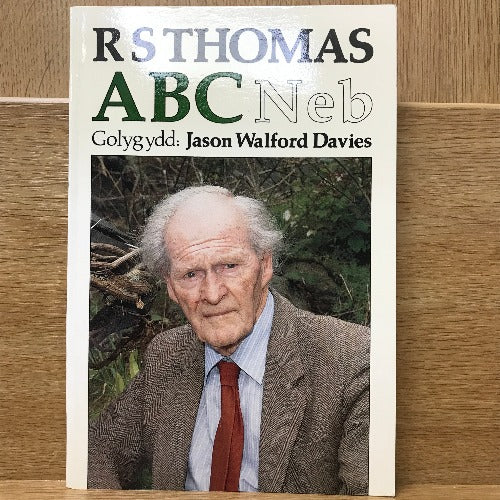 R S THOMAS
ABC Neb
Golygydd: Jason Walford Davies